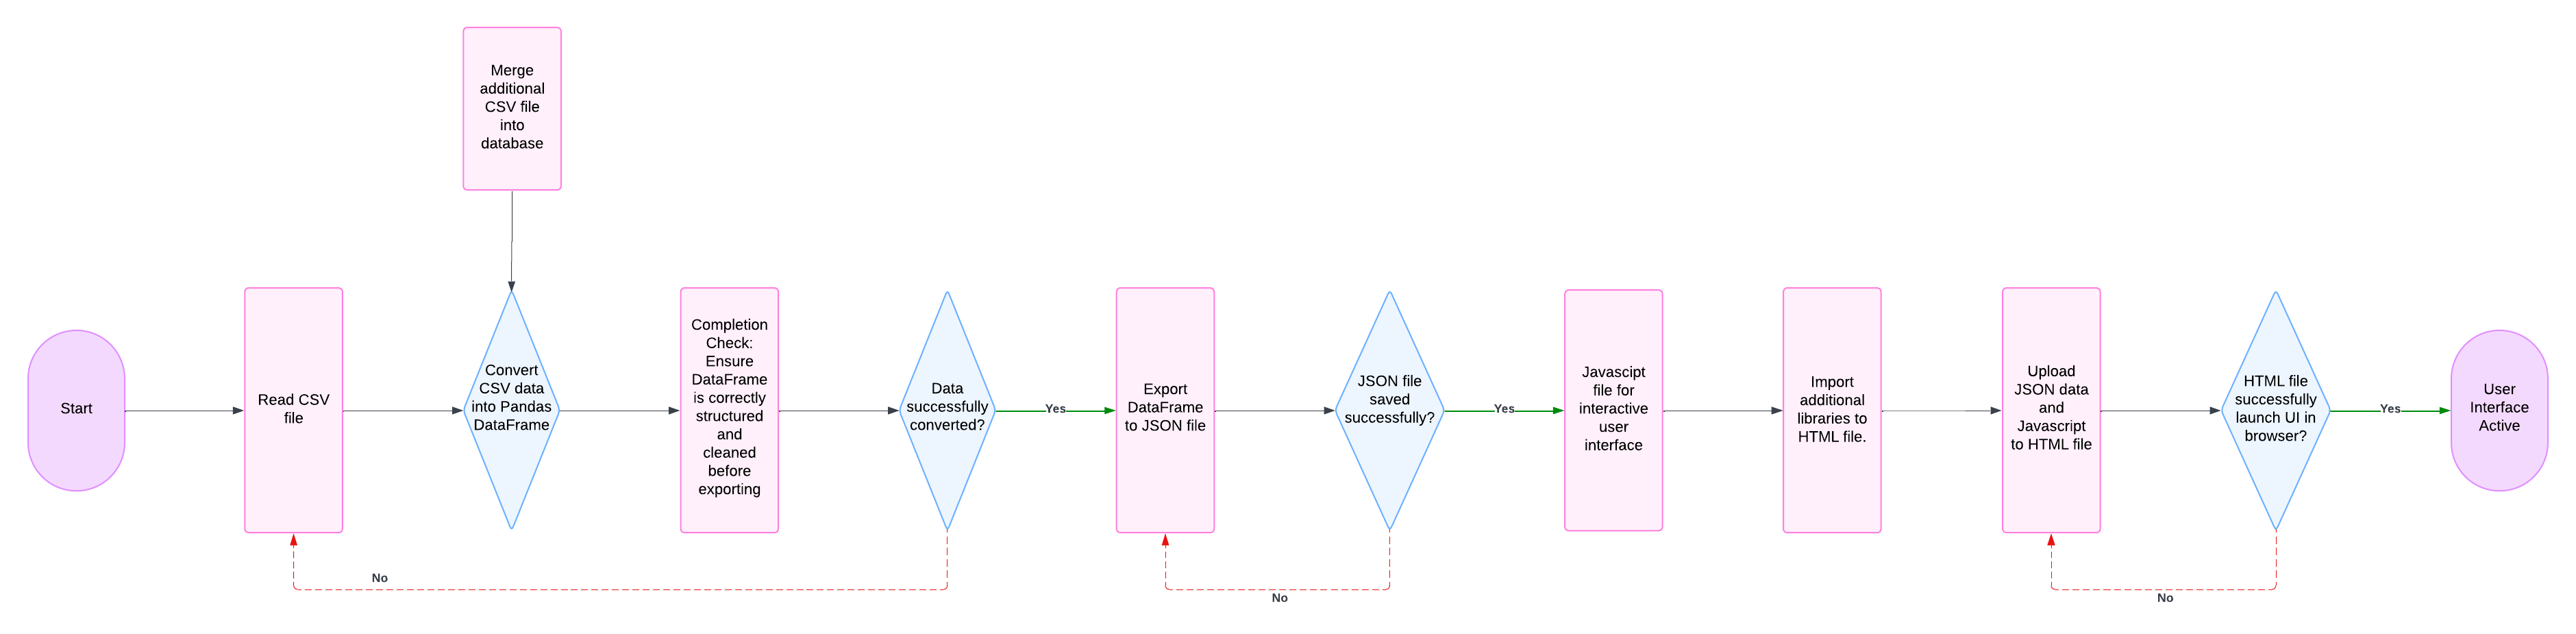 Merge
additional
CSV file
into
database
Start
Read CSV
file
Convert
CSV data
into Pandas
DataFrame
Completion
Check:
Ensure
DataFrame
is correctly
structured
and
cleaned
before
exporting
Data
successfully
converted?
Yes
Export
DataFrame
to JSON file
JSON file
saved
successfully?
Yes
Javascipt
file for
interactive
user
interface
Import
additional
libraries to
HTML file.
Upload
JSON data
and
Javascript
to HTML file
HTML file
successfully
launch UI in
browser?
Yes
User
Interface
Active
No
No
No